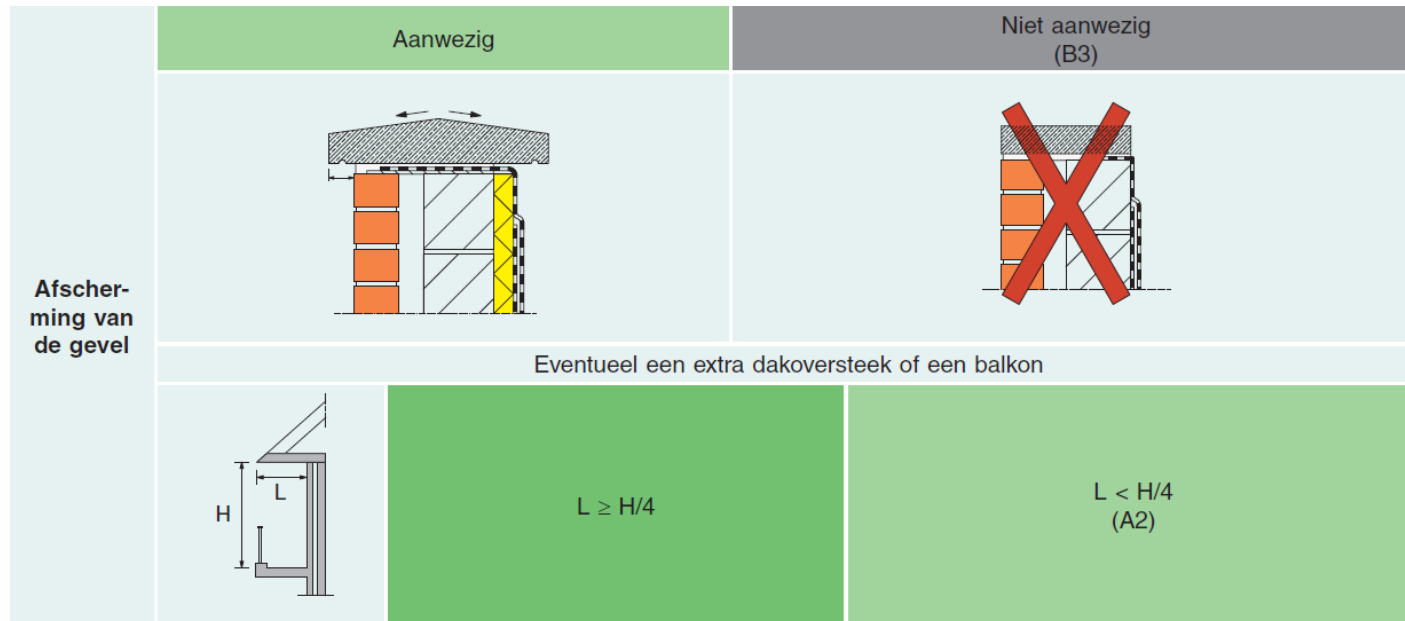 Aanwezig
Niet aanwezig
(B3)
Afscher-
ming van
de gevel
Eventueel een extra dakoversteek of een balkon
L
H
L ≥ H/4
L < H/4
(A2)